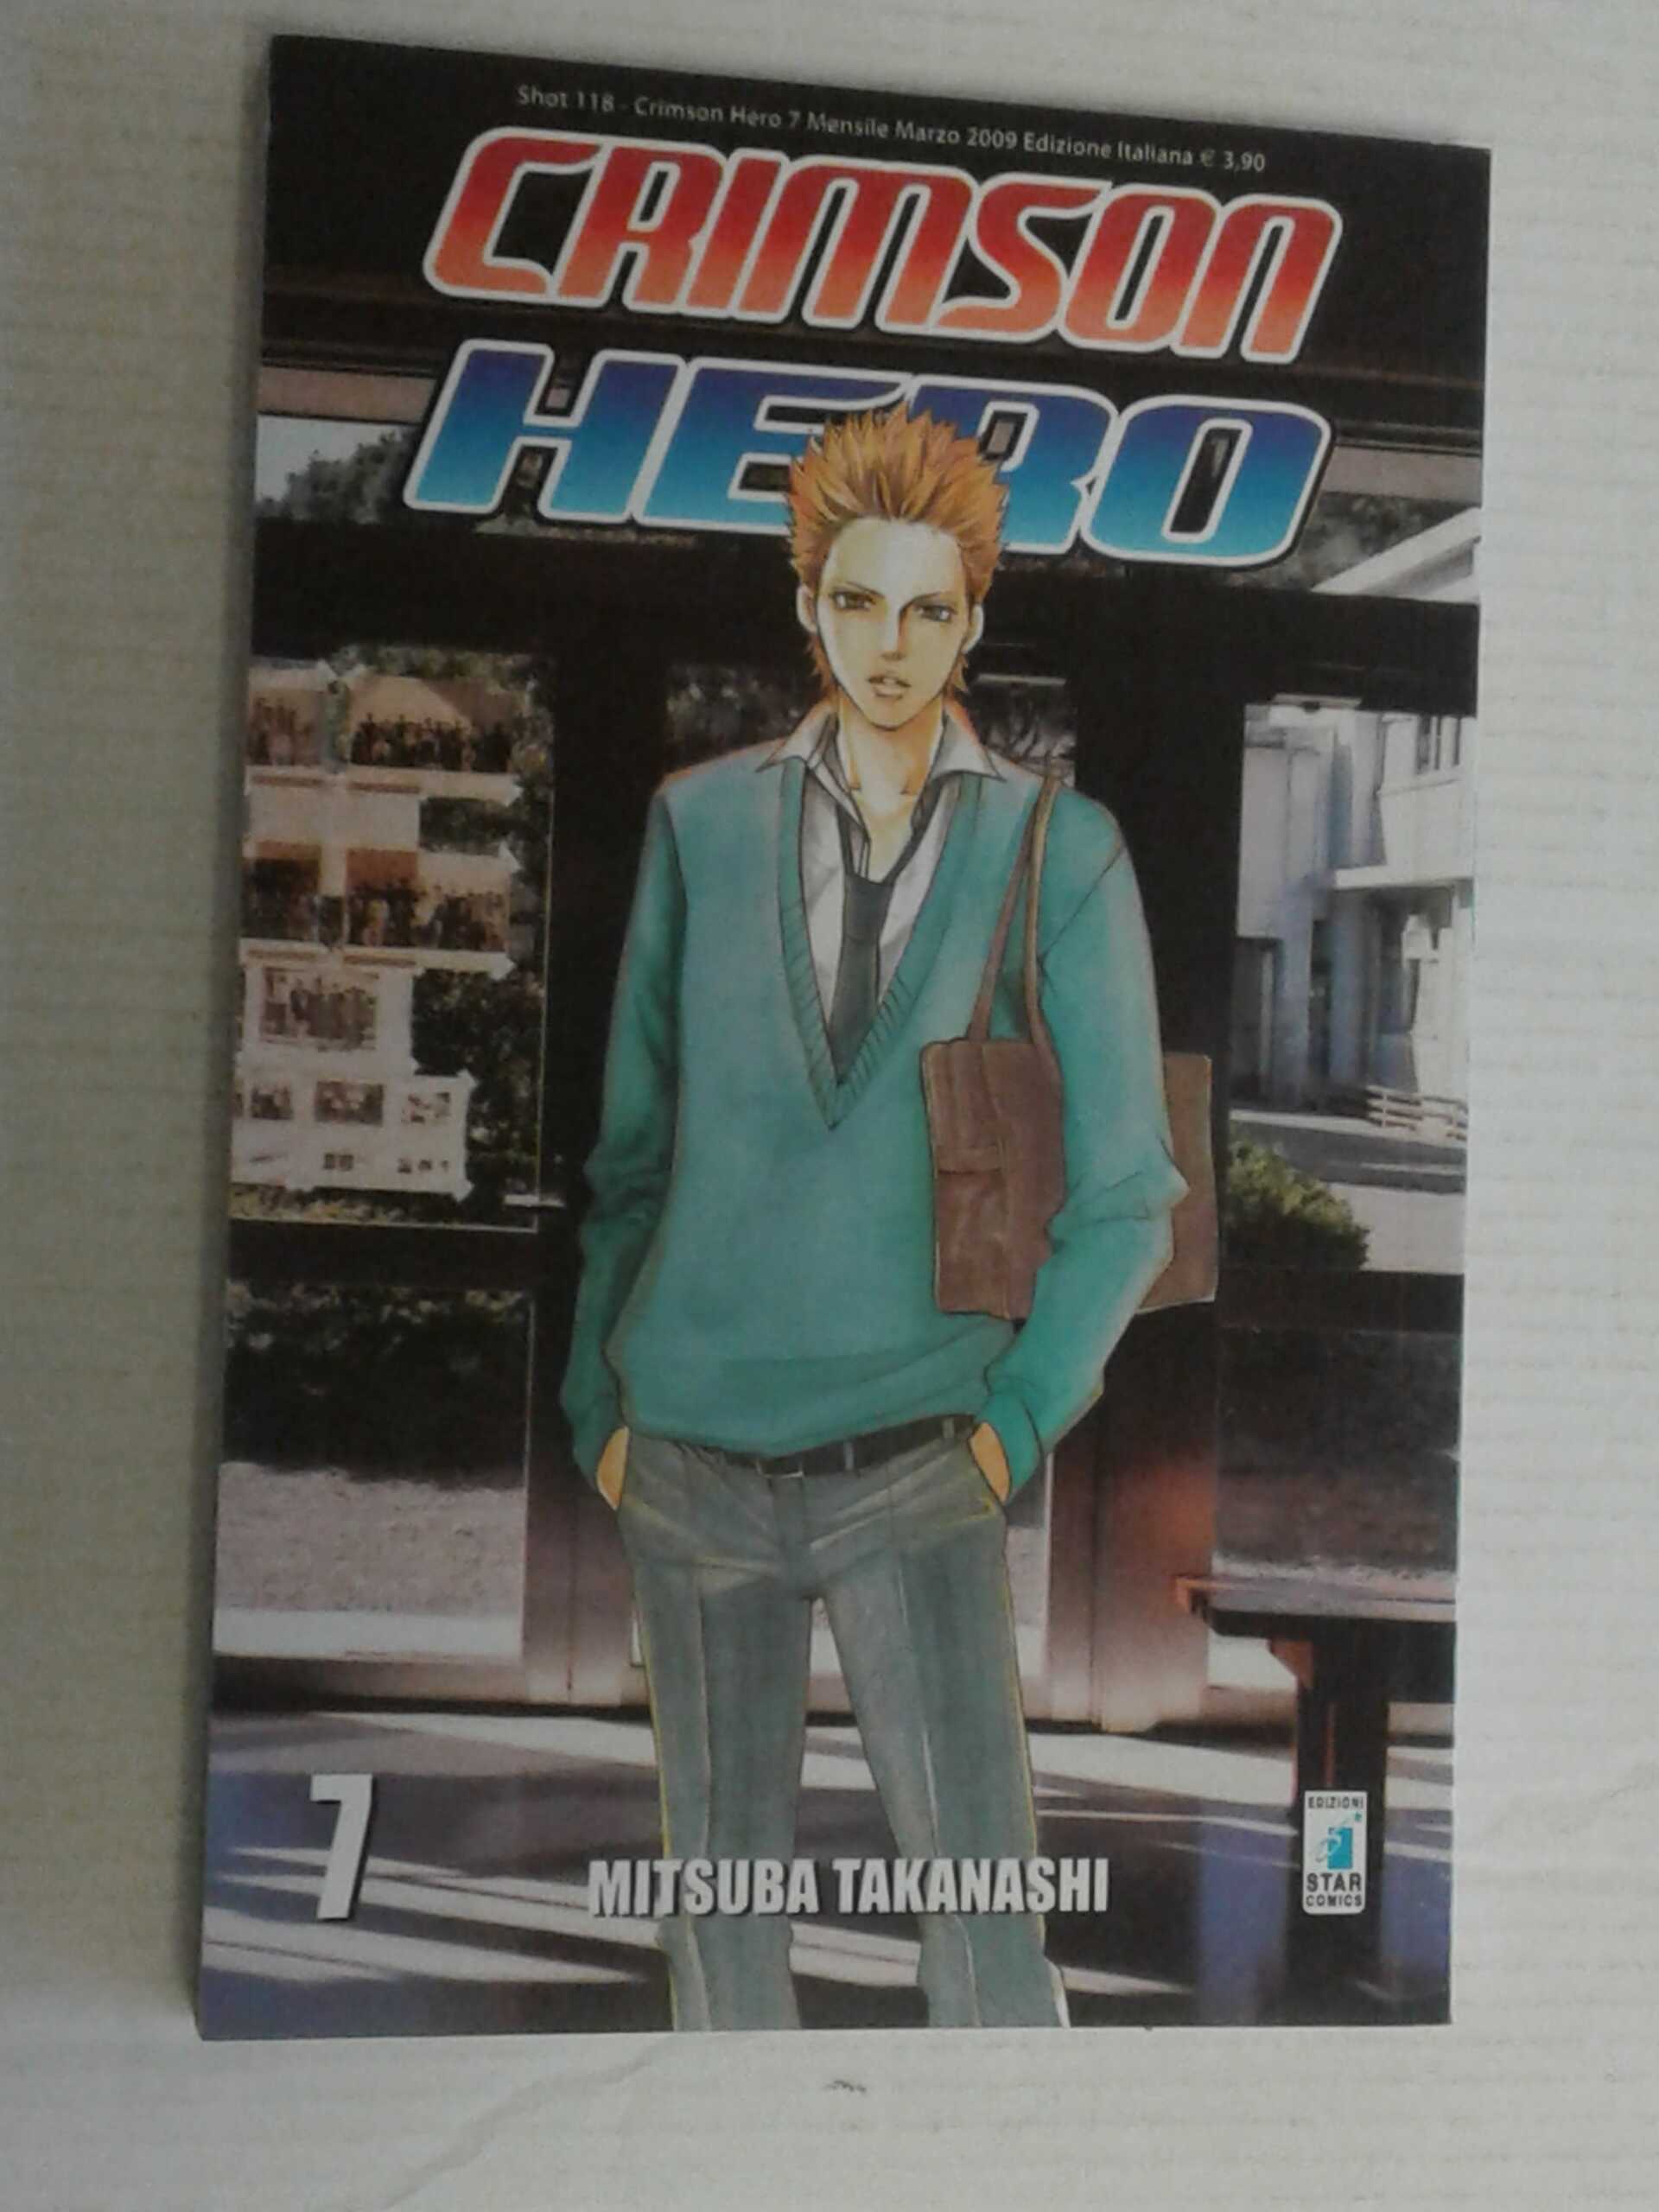 Shot 118 - Crimson Hero 7 Mensile Marzo 2009 Edizione Italiana € 3,90
CRIMSON
HERO
7
MITSUBA TAKANASHI
EDIZIONI
STAR
COMICS